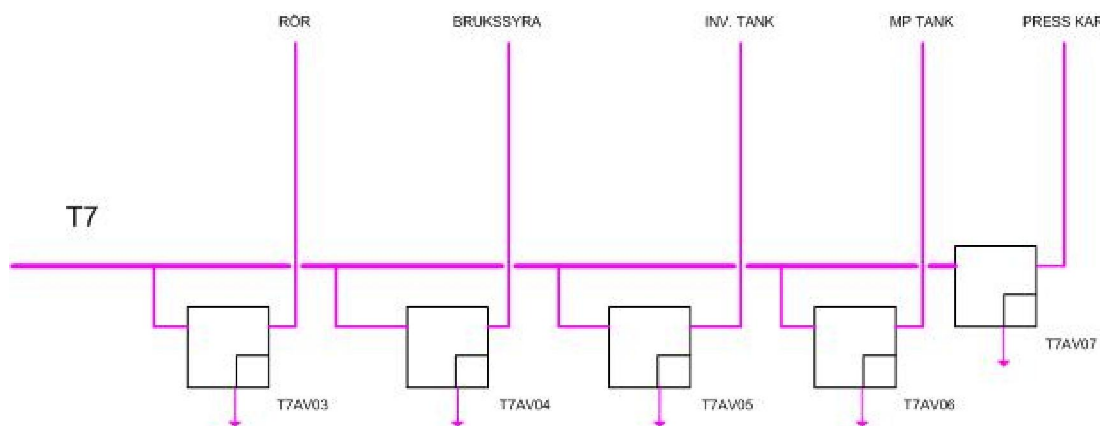 RÖR
BRUKSSYRA
INV. TANK
MP TANK
PRESS KAR
T7
T7AV07
T7AV03
T7AV04
T7AV05
T7AV06